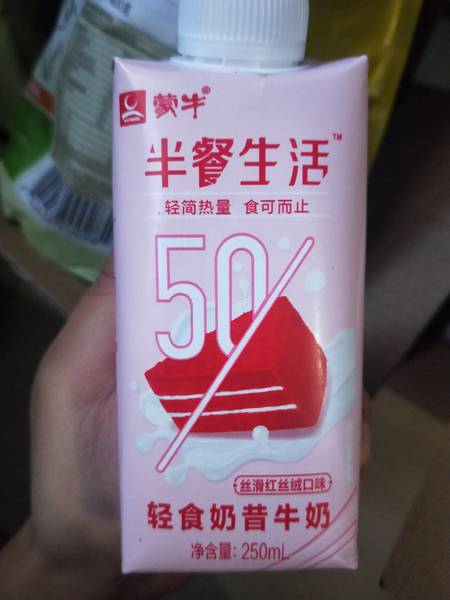 蒙牛®
半餐生活™
轻简热量 食可而止
50
丝滑红丝绒口味
轻食奶昔牛奶
净含量: 250mL